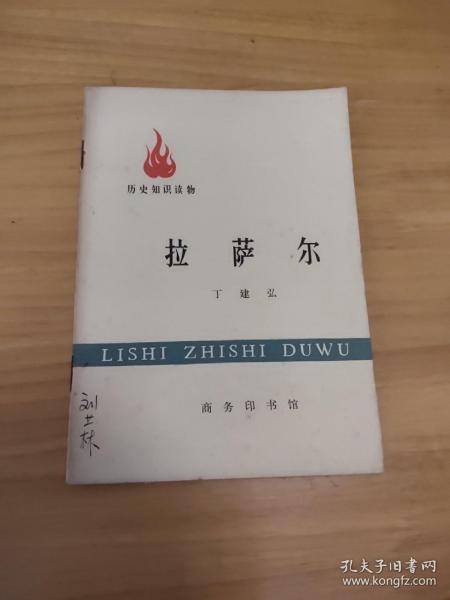 历史知识读物
拉萨尔
丁建弘
LISHI ZHISHI DUWU
商务印书馆
刘士林
孔夫子旧书网
www.kongfz.com